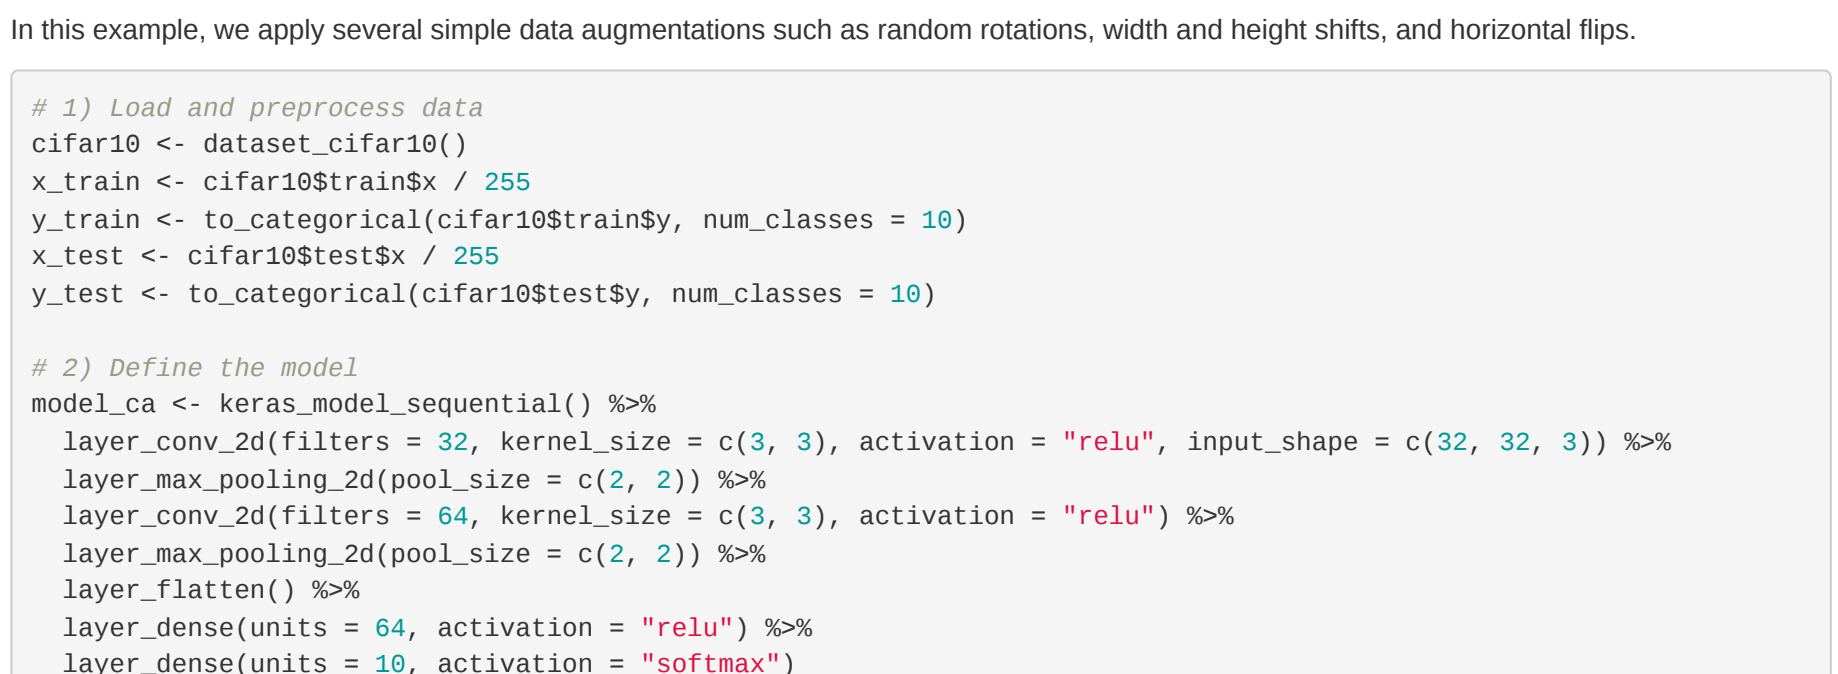 In this example, we apply several simple data augmentations such as random rotations, width and height shifts, and horizontal flips.
# 1) Load and preprocess data
cifar10 <- dataset_cifar10()
x_train <- cifar10$train$x / 255
y_train <- to_categorical(cifar10$train$y, num_classes = 10)
x_test <- cifar10$test$x / 255
y_test <- to_categorical(cifar10$test$y, num_classes = 10)
# 2) Define the model
model_ca <- keras_model_sequential() %>%
  layer_conv_2d(filters = 32, kernel_size = c(3, 3), activation = "relu", input_shape = c(32, 32, 3)) %>%
  layer_max_pooling_2d(pool_size = c(2, 2)) %>%
  layer_conv_2d(filters = 64, kernel_size = c(3, 3), activation = "relu") %>%
  layer_max_pooling_2d(pool_size = c(2, 2)) %>%
  layer_flatten() %>%
  layer_dense(units = 64, activation = "relu") %>%
  layer_dense(units = 10, activation = "softmax")